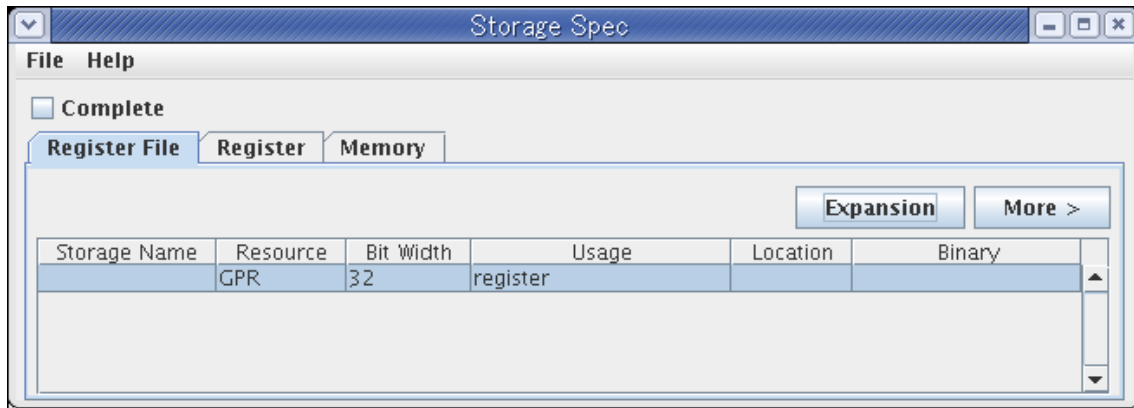 Storage Spec
File Help
Complete
Register File Register Memory
Expansion More >
Storage Name Resource Bit Width Usage Location Binary
GPR 32 register